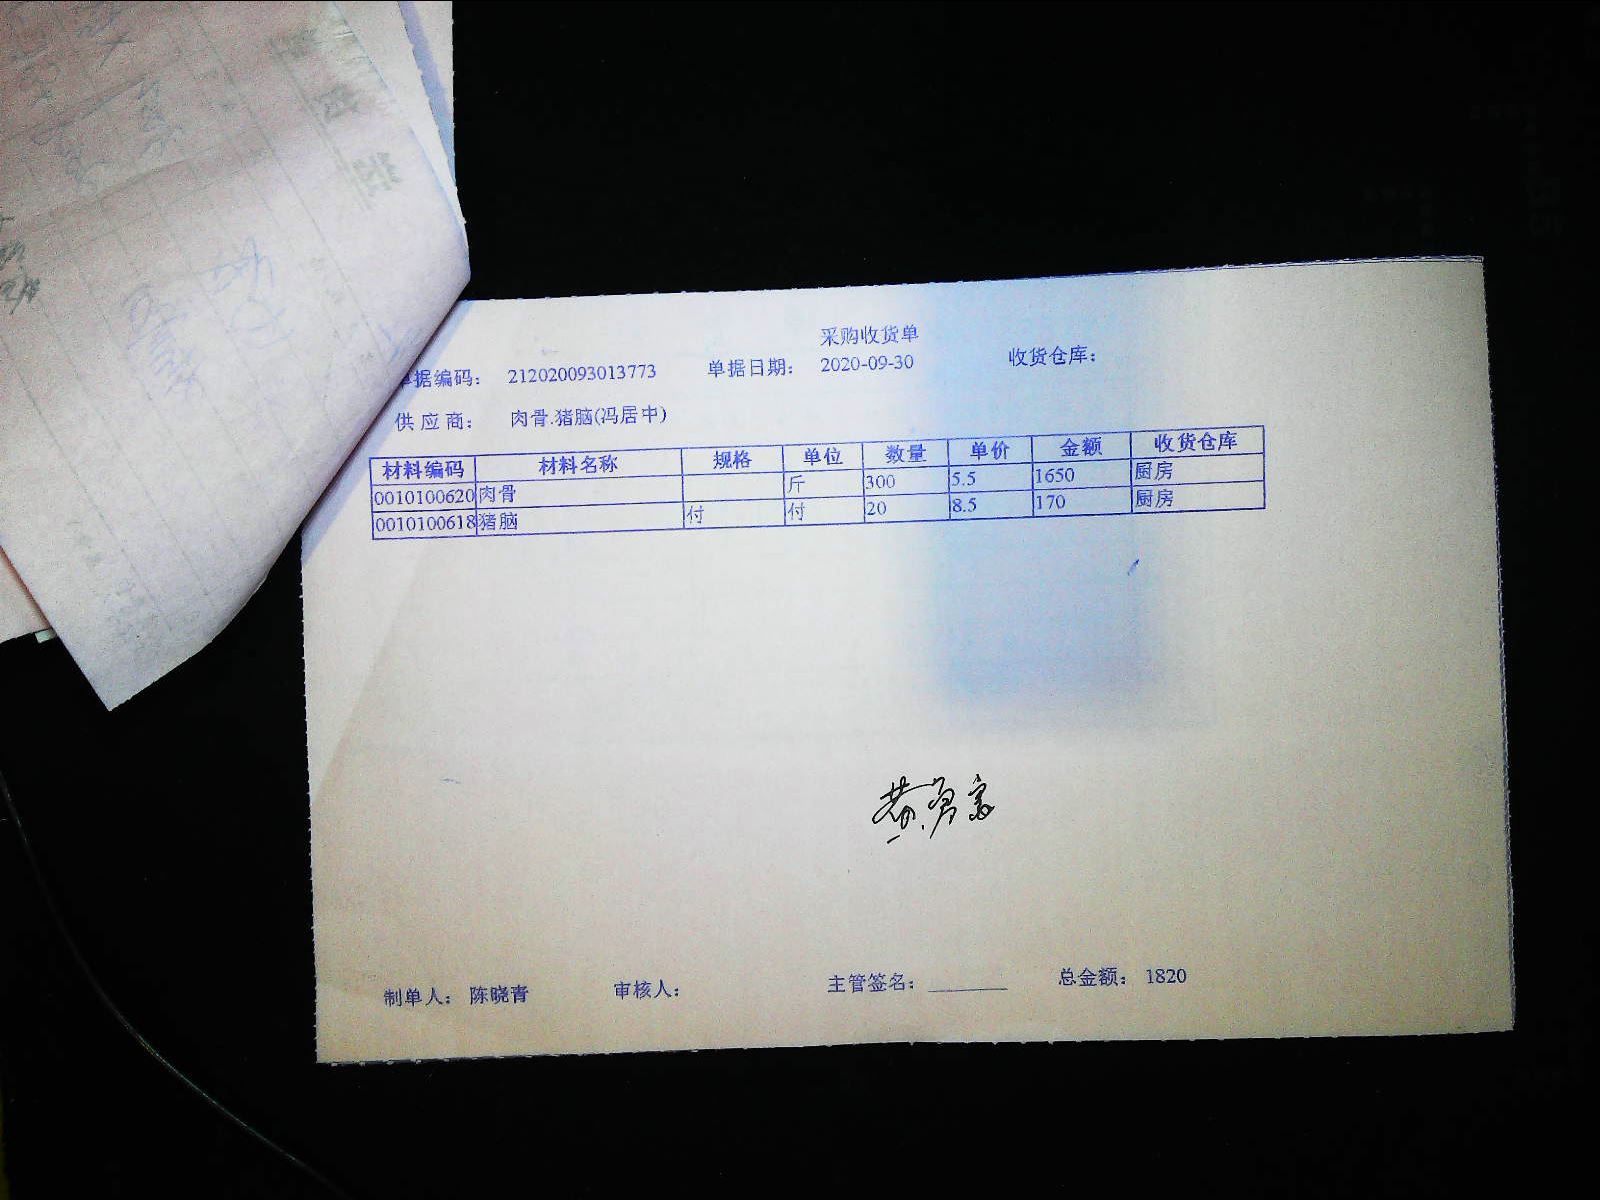 采购收货单
单据编码： 212020093013773 单据日期： 2020-09-30 收货仓库：
供应商： 肉骨.猪脑(冯居中)
材料编码 材料名称 规格 单位 数量 单价 金额 收货仓库
0010100620 肉骨 斤 300 5.5 1650 厨房
0010100618 猪脑 付 付 20 8.5 170 厨房
制单人： 陈晓青 审核人： 主管签名： 总金额： 1820